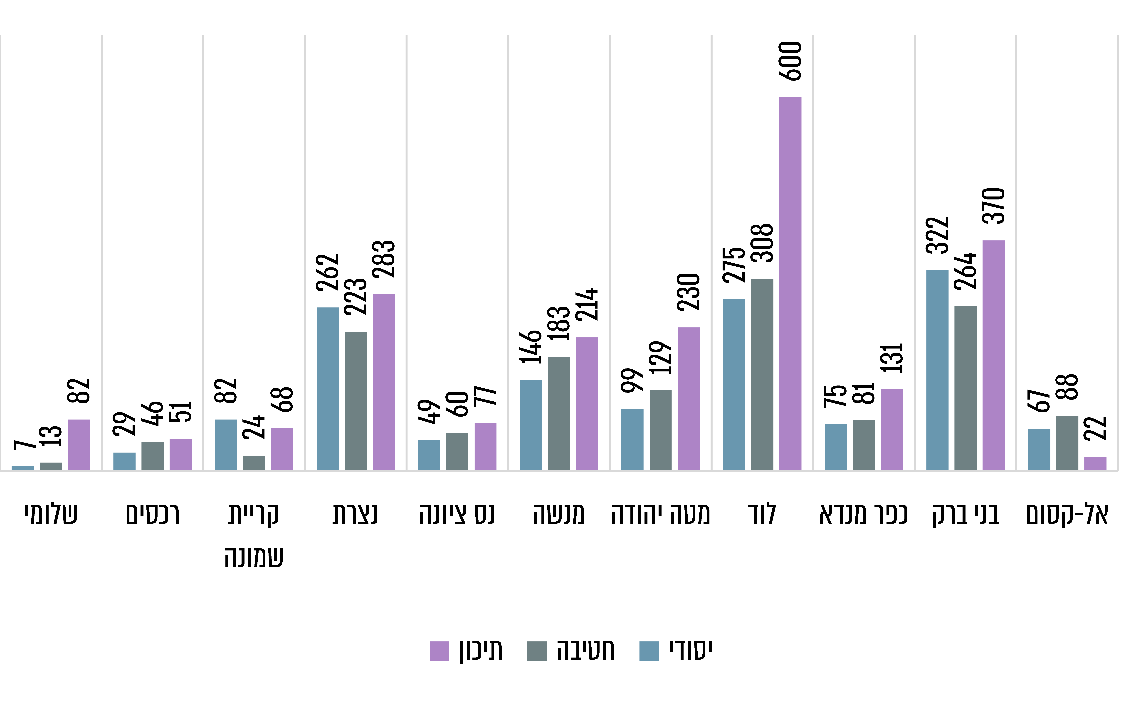 7 13 82
29 46 51
82 24 68
262 223 283
49 60 77
146 183 214
99 129 230
275 308 600
75 81 131
322 264 370
67 88 22
שלומי
רכסים
קריית
שמונה
נצרת
נס ציונה
מנשה
מטה יהודה
לוד
כפר מנדא
בני ברק
אל-קסום
יסודי
חטיבה
תיכון